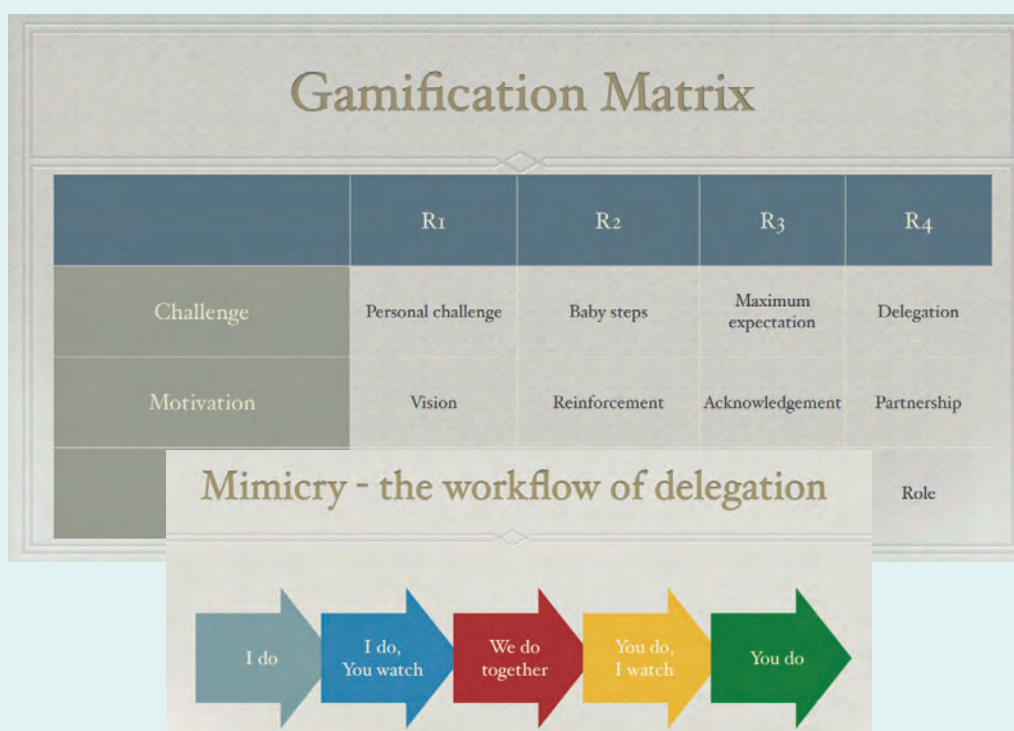 Gamification Matrix
R1 R2 R3 R4
Challenge Personal challenge Baby steps Maximum expectation Delegation
Motivation Vision Reinforcement Acknowledgement Partnership
Role
Mimicry - the workflow of delegation
I do
I do,
You watch
We do
together
You do,
I watch
You do